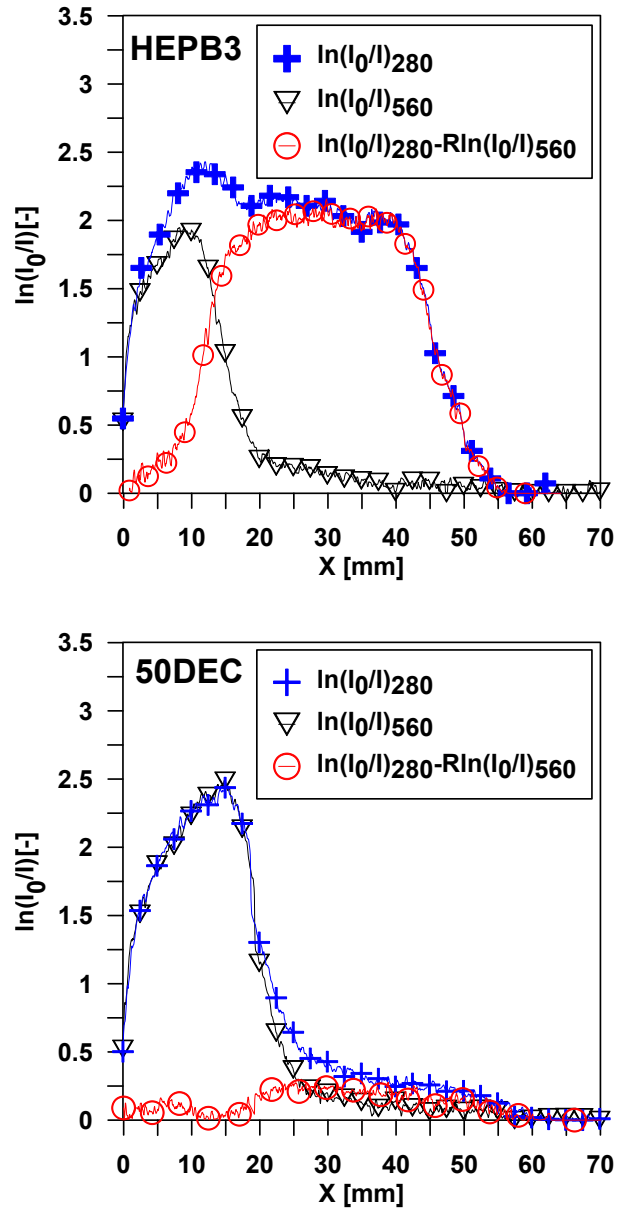 HEPB3
ln(I0/I)280
ln(I0/I)560
ln(I0/I)280-Rln(I0/I)560
3.5
3
2.5
2
1.5
1
0.5
0
ln(I0/I)[-]
0 10 20 30 40 50 60 70
X [mm]
50DEC
ln(I0/I)280
ln(I0/I)560
ln(I0/I)280-Rln(I0/I)560
3.5
3
2.5
2
1.5
1
0.5
0
ln(I0/I)[-]
0 10 20 30 40 50 60 70
X [mm]